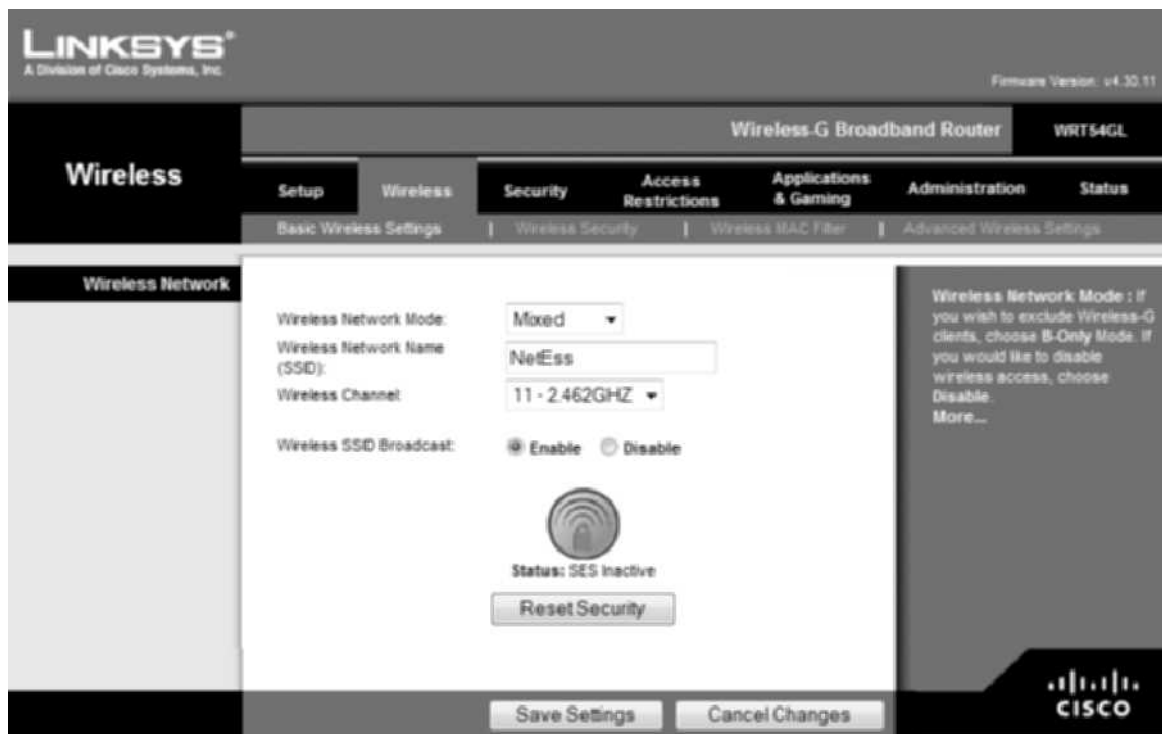 LINKSYS®
A Division of Cisco Systems, Inc.
Firmware Version: v4.30.11
Wireless-G Broadband Router WRT54GL
Wireless
Setup Wireless Security Access Restrictions Applications & Gaming Administration Status
Basic Wireless Settings | Wireless Security | Wireless MAC Filter | Advanced Wireless Settings
Wireless Network
Wireless Network Mode: Mixed
Wireless Network Name (SSID): NetEss
Wireless Channel: 11 - 2.462GHZ
Wireless SSID Broadcast: Enable Disable
Status: SES Inactive
Reset Security
Wireless Network Mode : If
you wish to exclude Wireless-G
clients, choose B-Only Mode. If
you would like to disable
wireless access, choose
Disable.
More...
Save Settings Cancel Changes
CISCO